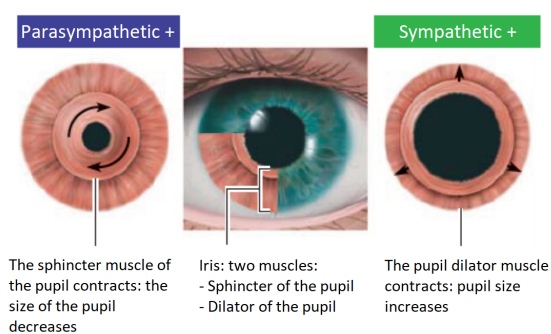 Parasympathetic +
Sympathetic +
The sphincter muscle of
the pupil contracts: the
size of the pupil
decreases
Iris: two muscles:
- Sphincter of the pupil
- Dilator of the pupil
The pupil dilator muscle
contracts: pupil size
increases